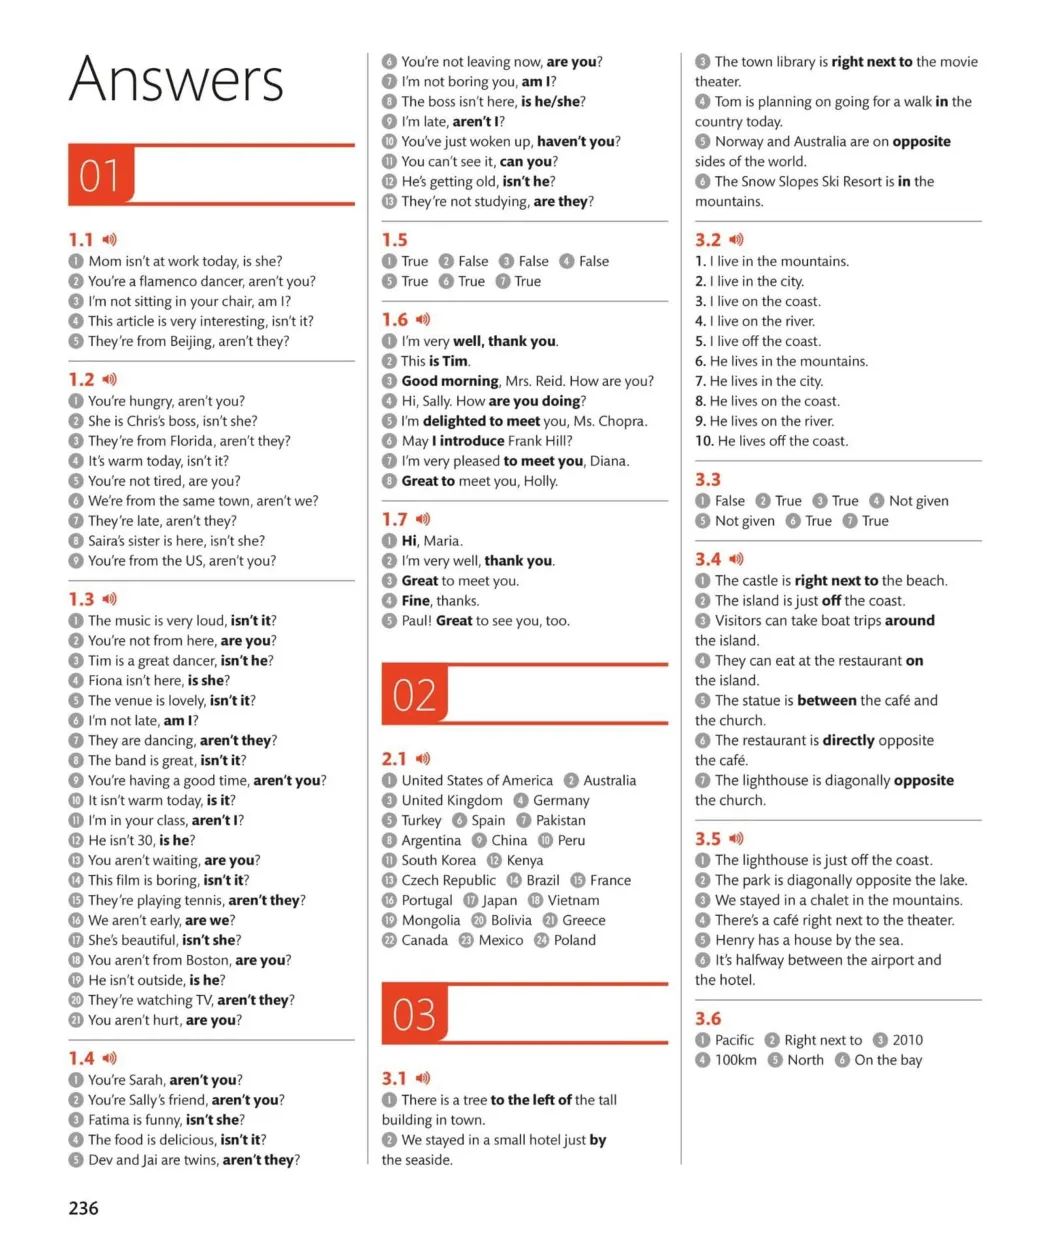 Answers
01
1.1
1 Mom isn't at work today, is she?
2 You're a flamenco dancer, aren't you?
3 I'm not sitting in your chair, am I?
4 This article is very interesting, isn't it?
5 They're from Beijing, aren't they?
1.2
1 You're hungry, aren't you?
2 She is Chris's boss, isn't she?
3 They're from Florida, aren't they?
4 It's warm today, isn't it?
5 You're not tired, are you?
6 We're from the same town, aren't we?
7 They're late, aren't they?
8 Saira's sister is here, isn't she?
9 You're from the US, aren't you?
1.3
1 The music is very loud, isn't it?
2 You're not from here, are you?
3 Tim is a great dancer, isn't he?
4 Fiona isn't here, is she?
5 The venue is lovely, isn't it?
6 I'm not late, am I?
7 They are dancing, aren't they?
8 The band is great, isn't it?
9 You're having a good time, aren't you?
10 It isn't warm today, is it?
11 I'm in your class, aren't I?
12 He isn't 30, is he?
13 You aren't waiting, are you?
14 This film is boring, isn't it?
15 They're playing tennis, aren't they?
16 We aren't early, are we?
17 She's beautiful, isn't she?
18 You aren't from Boston, are you?
19 He isn't outside, is he?
20 They're watching TV, aren't they?
21 You aren't hurt, are you?
1.4
1 You're Sarah, aren't you?
2 You're Sally's friend, aren't you?
3 Fatima is funny, isn't she?
4 The food is delicious, isn't it?
5 Dev and Jai are twins, aren't they?
6 You're not leaving now, are you?
7 I'm not boring you, am I?
8 The boss isn't here, is he/she?
9 I'm late, aren't I?
10 You've just woken up, haven't you?
11 You can't see it, can you?
12 He's getting old, isn't he?
13 They're not studying, are they?
1.5
1 True 2 False 3 False 4 False
5 True 6 True 7 True
1.6
1 I'm very well, thank you.
2 This is Tim.
3 Good morning, Mrs. Reid. How are you?
4 Hi, Sally. How are you doing?
5 I'm delighted to meet you, Ms. Chopra.
6 May I introduce Frank Hill?
7 I'm very pleased to meet you, Diana.
8 Great to meet you, Holly.
1.7
1 Hi, Maria.
2 I'm very well, thank you.
3 Great to meet you.
4 Fine, thanks.
5 Paul! Great to see you, too.
02
2.1
1 United States of America 2 Australia
3 United Kingdom 4 Germany
5 Turkey 6 Spain 7 Pakistan
8 Argentina 9 China 10 Peru
11 South Korea 12 Kenya
13 Czech Republic 14 Brazil 15 France
16 Portugal 17 Japan 18 Vietnam
19 Mongolia 20 Bolivia 21 Greece
22 Canada 23 Mexico 24 Poland
03
3.1
1 There is a tree to the left of the tall
building in town.
2 We stayed in a small hotel just by
the seaside.
3 The town library is right next to the movie
theater.
4 Tom is planning on going for a walk in the
country today.
5 Norway and Australia are on opposite
sides of the world.
6 The Snow Slopes Ski Resort is in the
mountains.
3.2
1. I live in the mountains.
2. I live in the city.
3. I live on the coast.
4. I live on the river.
5. I live off the coast.
6. He lives in the mountains.
7. He lives in the city.
8. He lives on the coast.
9. He lives on the river.
10. He lives off the coast.
3.3
1 False 2 True 3 True 4 Not given
5 Not given 6 True 7 True
3.4
1 The castle is right next to the beach.
2 The island is just off the coast.
3 Visitors can take boat trips around
the island.
4 They can eat at the restaurant on
the island.
5 The statue is between the café and
the church.
6 The restaurant is directly opposite
the café.
7 The lighthouse is diagonally opposite
the church.
3.5
1 The lighthouse is just off the coast.
2 The park is diagonally opposite the lake.
3 We stayed in a chalet in the mountains.
4 There's a café right next to the theater.
5 Henry has a house by the sea.
6 It's halfway between the airport and
the hotel.
3.6
1 Pacific 2 Right next to 3 2010
4 100km 5 North 6 On the bay
236